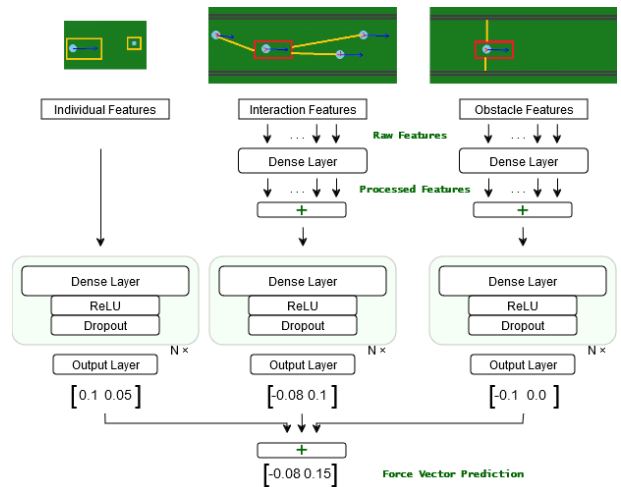 Individual Features
Interaction Features
Obstacle Features
. . .
Raw Features
. . .
Dense Layer
Dense Layer
. . .
Processed Features
. . .
+
+
Dense Layer
Dense Layer
Dense Layer
ReLU
ReLU
ReLU
Dropout
Dropout
Dropout
N ×
N ×
N ×
Output Layer
Output Layer
Output Layer
[0.1 0.05]
[-0.08 0.1]
[-0.1 0.0]
+
[-0.08 0.15]
Force Vector Prediction